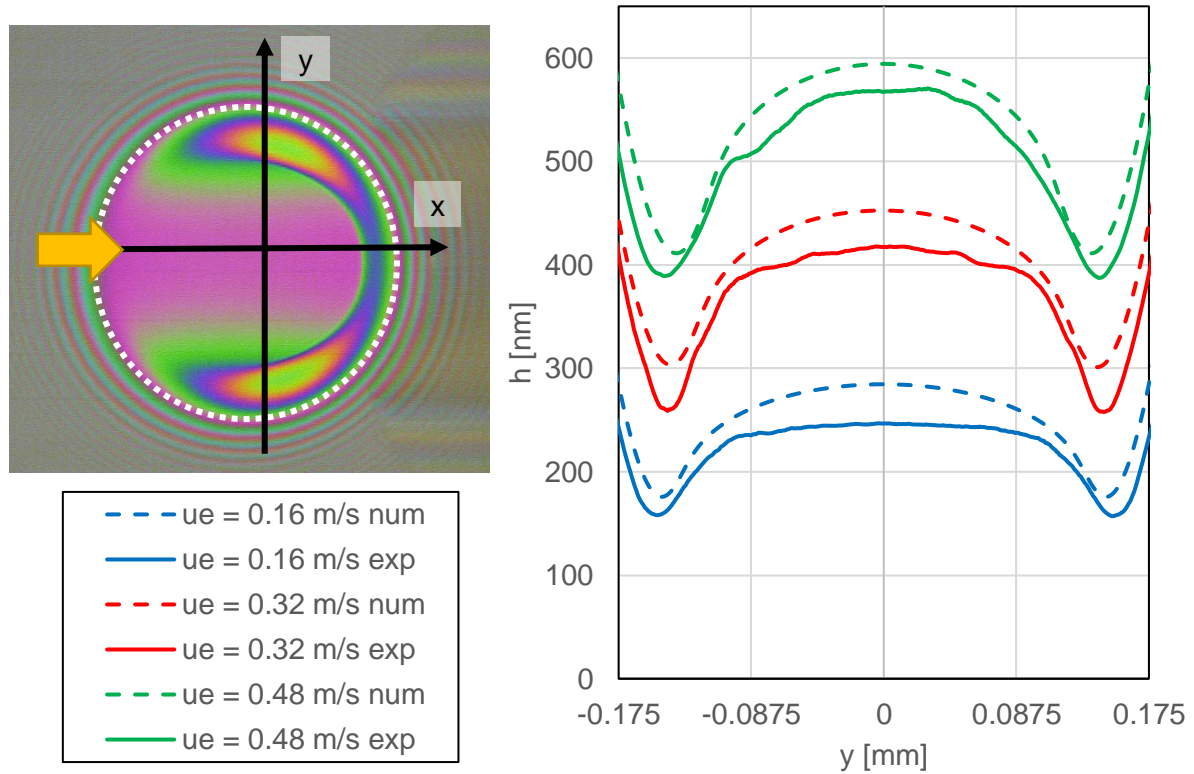 y
x
ue = 0.16 m/s num
ue = 0.16 m/s exp
ue = 0.32 m/s num
ue = 0.32 m/s exp
ue = 0.48 m/s num
ue = 0.48 m/s exp
h [nm]
600
500
400
300
200
100
0
-0.175 -0.0875 0 0.0875 0.175
y [mm]